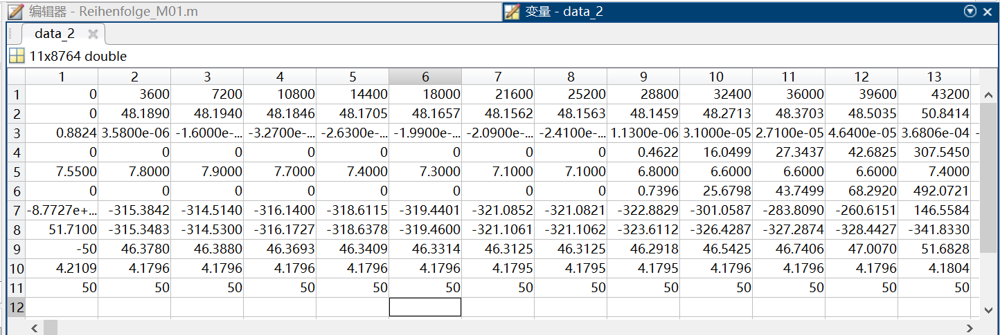 编辑器 - Reihenfolge_M01.m 变量 - data_2
data_2
11x8764 double
1 2 3 4 5 6 7 8 9 10 11 12 13
1 0 3600 7200 10800 14400 18000 21600 25200 28800 32400 36000 39600 43200
2 0 48.1890 48.1940 48.1846 48.1705 48.1657 48.1562 48.1563 48.1459 48.2713 48.3703 48.5035 50.8414
3 0.8824 3.5800e-06 -1.6000e-... -3.2700e-... -2.6300e-... -1.9900e-... -2.0900e-... -2.4100e-... 1.1300e-06 3.1000e-05 2.7100e-05 4.6400e-05 3.6806e-04 -
4 0 0 0 0 0 0 0 0 0.4622 16.0499 27.3437 42.6825 307.5450
5 7.5500 7.8000 7.9000 7.7000 7.4000 7.3000 7.1000 7.1000 6.8000 6.6000 6.6000 6.6000 7.4000
6 0 0 0 0 0 0 0 0 0.7396 25.6798 43.7499 68.2920 492.0721
7 -8.7727e+... -315.3842 -314.5140 -316.1400 -318.6115 -319.4401 -321.0852 -321.0821 -322.8829 -301.0587 -283.8090 -260.6151 146.5584
8 51.7100 -315.3483 -314.5300 -316.1727 -318.6378 -319.4600 -321.1061 -321.1062 -323.6112 -326.4287 -327.2874 -328.4427 -341.8330
9 -50 46.3780 46.3880 46.3693 46.3409 46.3314 46.3125 46.3125 46.2918 46.5425 46.7406 47.0070 51.6828
10 4.2109 4.1796 4.1796 4.1796 4.1796 4.1796 4.1795 4.1795 4.1795 4.1796 4.1796 4.1796 4.1804
11 50 50 50 50 50 50 50 50 50 50 50 50 50
12